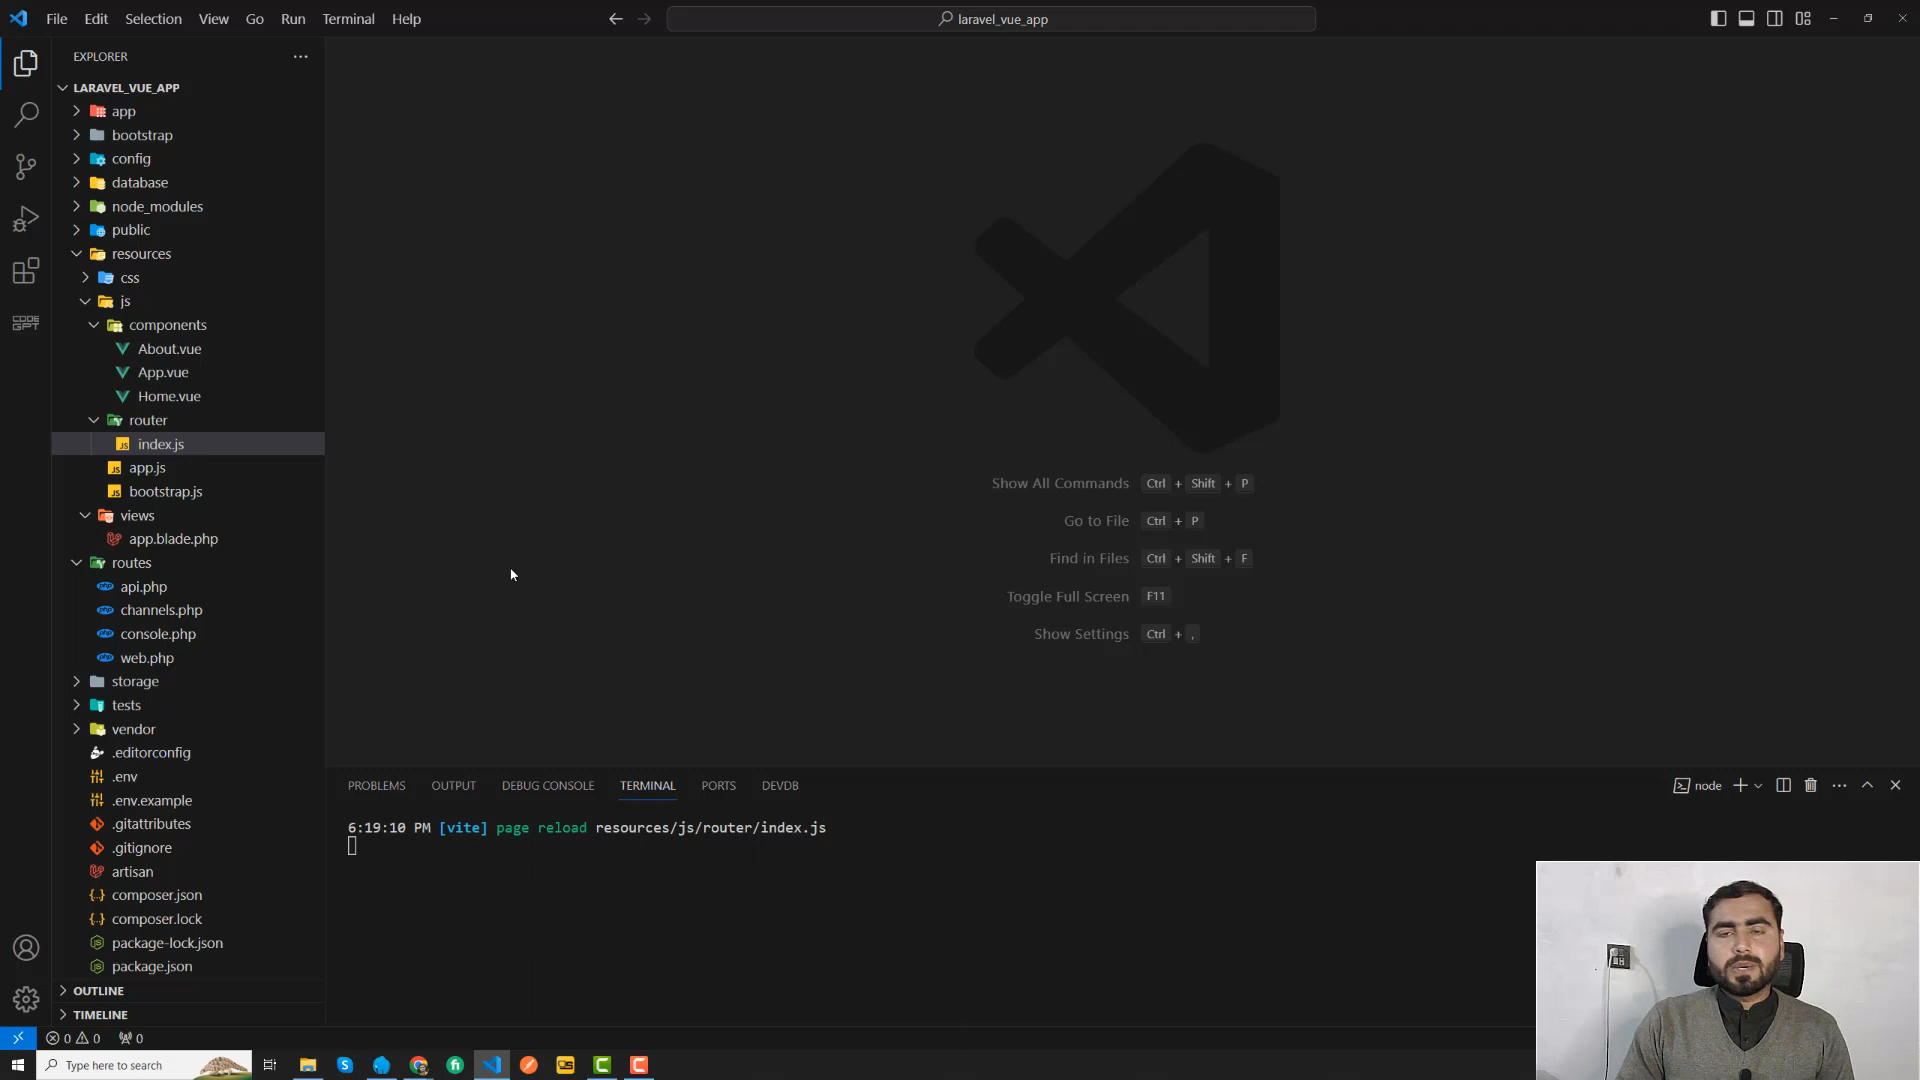 File Edit Selection View Go Run Terminal Help
laravel_vue_app
EXPLORER
LARAVEL_VUE_APP
app
bootstrap
config
database
node_modules
public
resources
css
js
components
About.vue
App.vue
Home.vue
router
index.js
app.js
bootstrap.js
views
app.blade.php
routes
api.php
channels.php
console.php
web.php
storage
tests
vendor
.editorconfig
.env
.env.example
.gitattributes
.gitignore
artisan
composer.json
composer.lock
package-lock.json
package.json
OUTLINE
TIMELINE
CODE GPT
Show All Commands Ctrl + Shift + P
Go to File Ctrl + P
Find in Files Ctrl + Shift + F
Toggle Full Screen F11
Show Settings Ctrl + ,
PROBLEMS OUTPUT DEBUG CONSOLE TERMINAL PORTS DEVDB
node
6:19:10 PM [vite] page reload resources/js/router/index.js
0 0 0
Type here to search